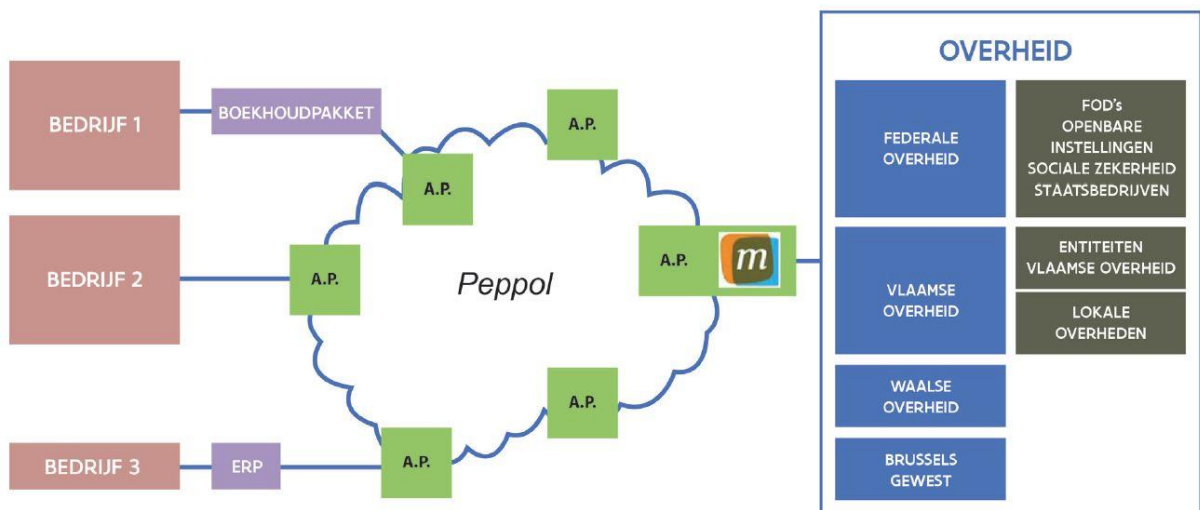 BEDRIJF 1
BOEKHOUDPAKKET
A.P.
A.P.
BEDRIJF 2
A.P.
Peppol
A.P.
m
A.P.
BEDRIJF 3
ERP
A.P.
OVERHEID
FEDERALE
OVERHEID
FOD's
OPENBARE
INSTELLINGEN
SOCIALE ZEKERHEID
STAATSBEDRIJVEN
VLAAMSE
OVERHEID
ENTITEITEN
VLAAMSE OVERHEID
LOKALE
OVERHEDEN
WAALSE
OVERHEID
BRUSSELS
GEWEST